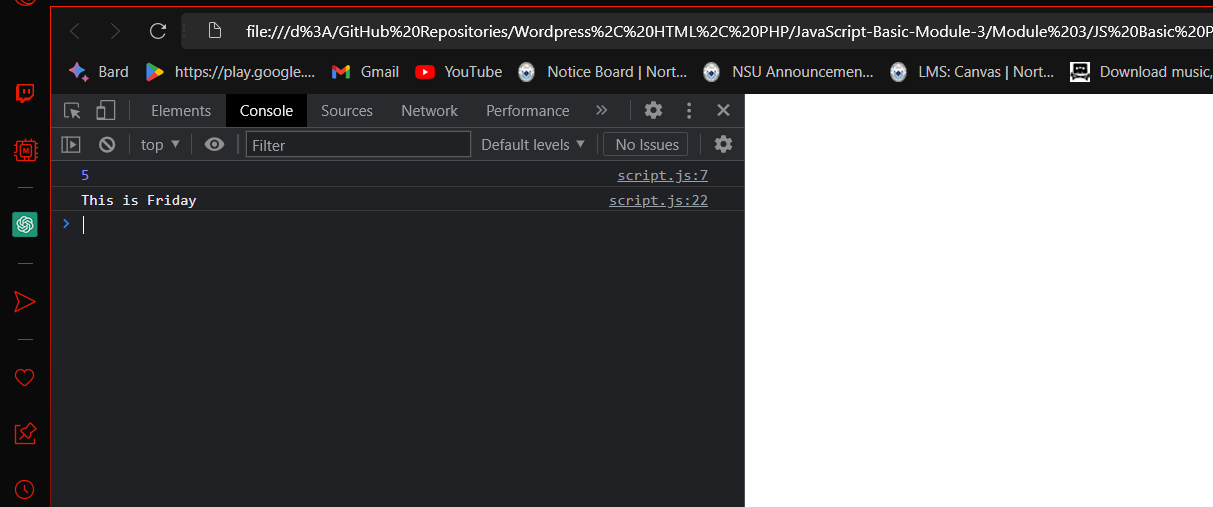 file:///d%3A/GitHub%20Repositories/Wordpress%2C%20HTML%2C%20PHP/JavaScript-Basic-Module-3/Module%203/JS%20Basic%20P
Bard https://play.google.... Gmail YouTube Notice Board | Nort... NSU Announcemen... LMS: Canvas | Nort... Download music,
Elements Console Sources Network Performance »
top ▼ Filter Default levels ▼ No Issues
5 script.js:7
This is Friday script.js:22
>